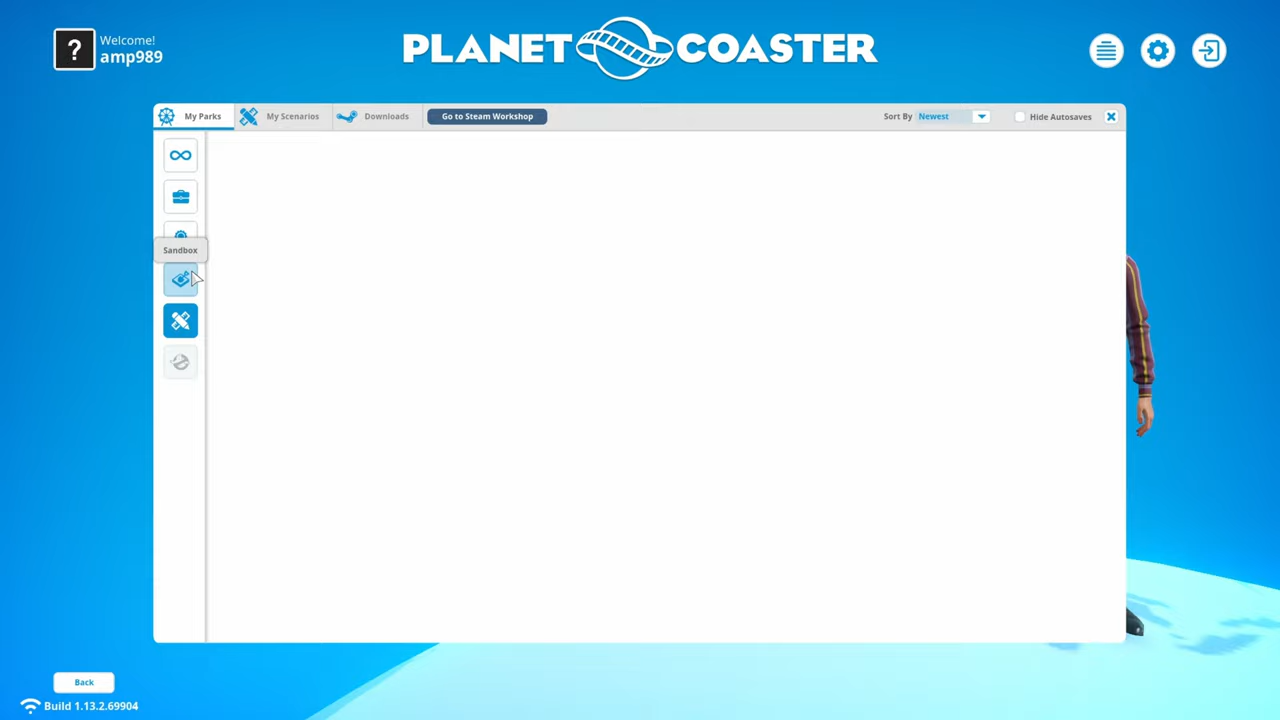 Welcome!
amp989
PLANET COASTER
My Parks
My Scenarios
Downloads
Go to Steam Workshop
Sort By
Newest
Hide Autosaves
Sandbox
Back
Build 1.13.2.69904